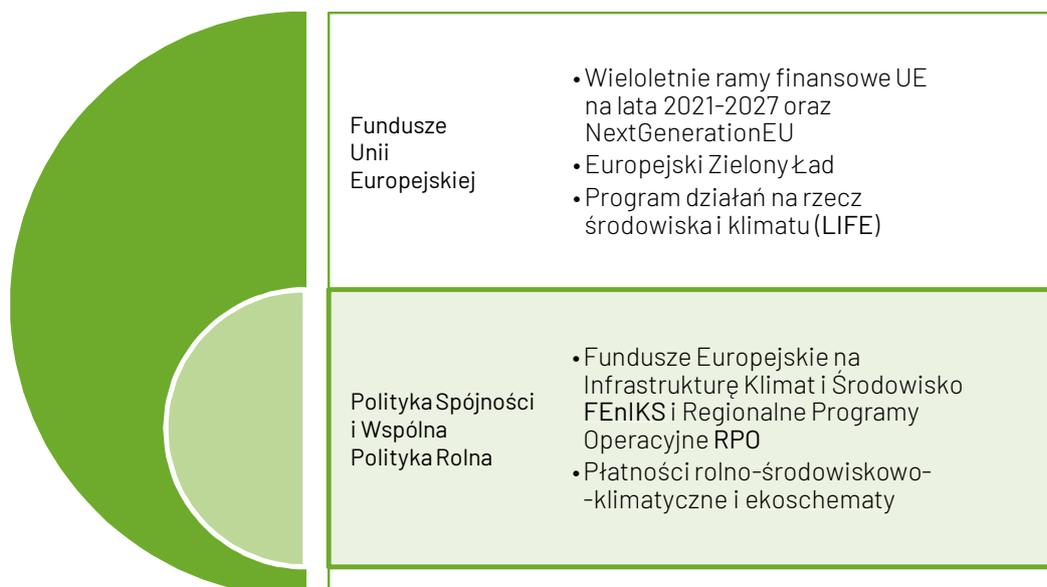 Fundusze
Unii
Europejskiej
• Wieloletnie ramy finansowe UE
na lata 2021-2027 oraz
NextGenerationEU
• Europejski Zielony Ład
• Program działań na rzecz
środowiska i klimatu (LIFE)
Polityka Spójności
i Wspólna
Polityka Rolna
• Fundusze Europejskie na
Infrastrukturę Klimat i Środowisko
FEnIKS i Regionalne Programy
Operacyjne RPO
• Płatności rolno-środowiskowo-
-klimatyczne i ekoschematy